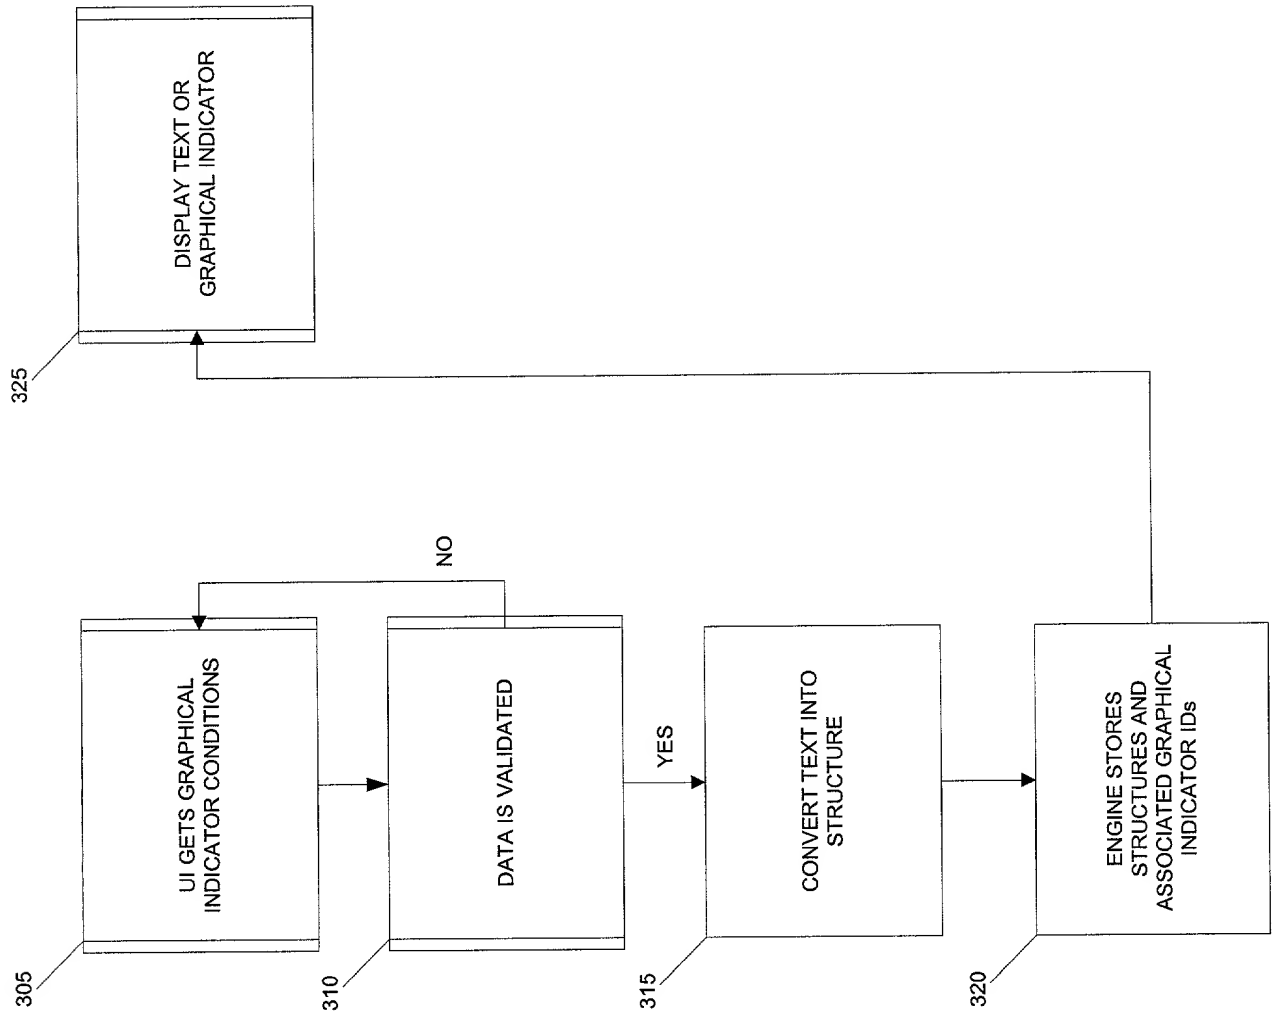 305
UI GETS GRAPHICAL
INDICATOR CONDITIONS
NO
310
DATA IS VALIDATED
YES
315
CONVERT TEXT INTO
STRUCTURE
320
ENGINE STORES
STRUCTURES AND
ASSOCIATED GRAPHICAL
INDICATOR IDs
325
DISPLAY TEXT OR
GRAPHICAL INDICATOR